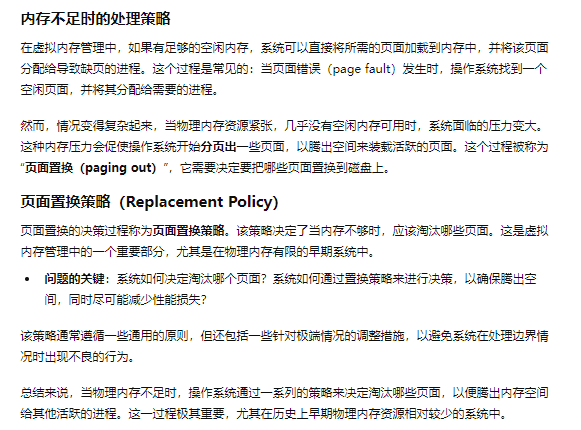 内存不足时的处理策略
在虚拟内存管理中，如果有足够的空闲内存，系统可以直接将所需的页面加载到内存中，并将该页面
分配给导致缺页的进程。这个过程是常见的：当页面错误（page fault）发生时，操作系统找到一个
空闲页面，并将其分配给需要的进程。
然而，情况变得复杂起来，当物理内存资源紧张，几乎没有空闲内存可用时，系统面临的压力变大。
这种内存压力会促使操作系统开始分页出一些页面，以腾出空间来装载活跃的页面。这个过程被称为
“页面置换（paging out）”，它需要决定要把哪些页面置换到磁盘上。
页面置换策略（Replacement Policy）
页面置换的决策过程称为页面置换策略。该策略决定了当内存不够时，应该淘汰哪些页面。这是虚拟
内存管理中的一个重要部分，尤其是在物理内存有限的早期系统中。
• 问题的关键：系统如何决定淘汰哪个页面？系统如何通过置换策略来进行决策，以确保腾出空
间，同时尽可能减少性能损失？
该策略通常遵循一些通用的原则，但还包括一些针对极端情况的调整措施，以避免系统在处理边界情
况时出现不良的行为。
总结来说，当物理内存不足时，操作系统通过一系列的策略来决定淘汰哪些页面，以便腾出内存空间
给其他活跃的进程。这一过程极其重要，尤其在历史上早期物理内存资源相对较少的系统中。